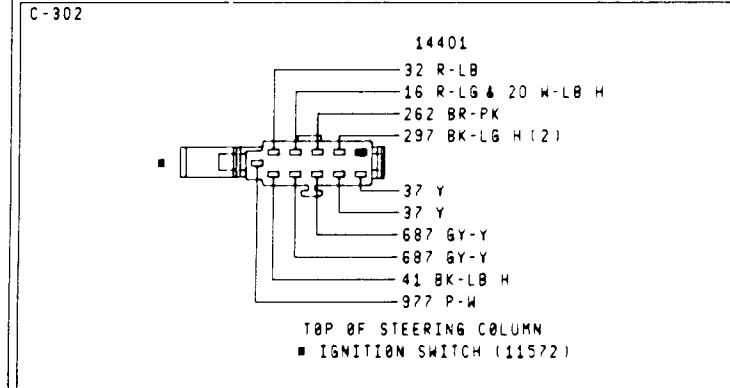 C-302
14401
32 R-LB
16 R-LG & 20 W-LB H
262 BR-PK
297 BK-LG H (2)
37 Y
37 Y
687 GY-Y
687 GY-Y
41 BK-LB H
977 P-W
TOP OF STEERING COLUMN
■ IGNITION SWITCH (11572)